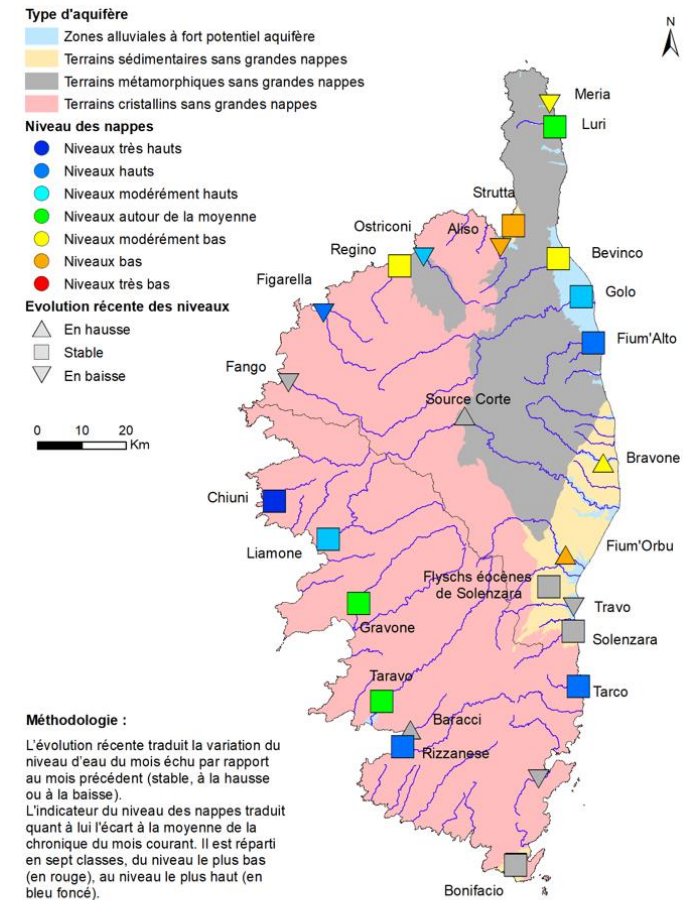 Type d'aquifère
Zones alluviales à fort potentiel aquifère
Terrains sédimentaires sans grandes nappes
Terrains métamorphiques sans grandes nappes
Terrains cristallins sans grandes nappes
Niveau des nappes
Niveaux très hauts
Niveaux hauts
Niveaux modérément hauts
Niveaux autour de la moyenne
Niveaux modérément bas
Niveaux bas
Niveaux très bas
Evolution récente des niveaux
En hausse
Stable
En baisse
0 10 20
Km
N
Meria
Luri
Strutta
Ostriconi
Aliso
Regino
Bevinco
Figarella
Golo
Fium'Alto
Fango
Source Corte
Bravone
Chiuni
Liamone
Fium'Orbu
Flyschs éocènes
de Solenzara
Travo
Gravone
Solenzara
Taravo
Tarco
Baracci
Rizzanese
Bonifacio
Méthodologie :
L'évolution récente traduit la variation du
niveau d'eau du mois échu par rapport
au mois précédent (stable, à la hausse
ou à la baisse).
L'indicateur du niveau des nappes traduit
quant à lui l'écart à la moyenne de la
chronique du mois courant. Il est réparti
en sept classes, du niveau le plus bas
(en rouge), au niveau le plus haut (en
bleu foncé).